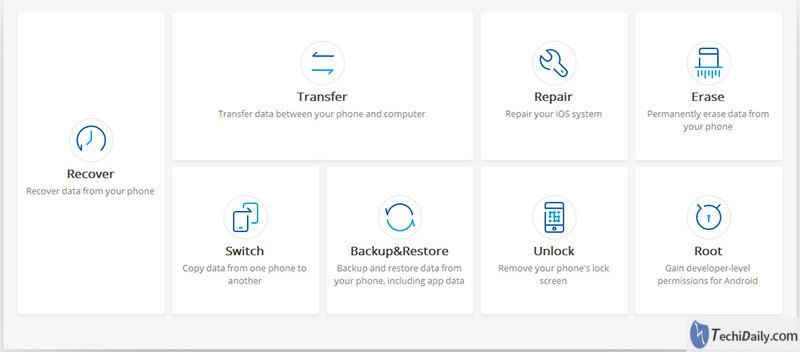 Recover
Recover data from your phone
Transfer
Transfer data between your phone and computer
Repair
Repair your iOS system
Erase
Permanently erase data from
your phone
Switch
Copy data from one phone to
another
Backup&Restore
Backup and restore data from
your phone, including app data
Unlock
Remove your phone's lock
screen
Root
Gain developer-level
permissions for Android
TechiDaily.com